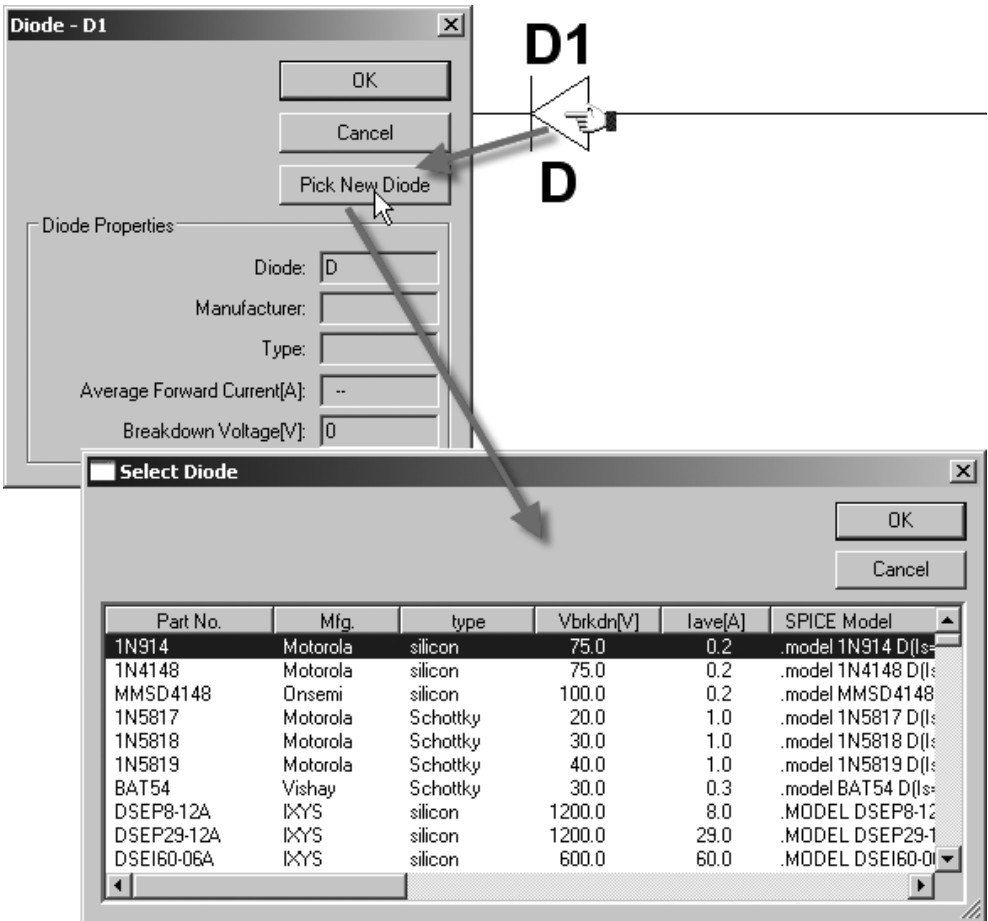 Diode - D1
OK
Cancel
Pick New Diode
D1
D
Diode Properties
Diode: D
Manufacturer:
Type:
Average Forward Current[A]: --
Breakdown Voltage[V]: 0
Select Diode
OK
Cancel
Part No. Mfg. type Vbrkdn[V] Iave[A] SPICE Model
1N914 Motorola silicon 75.0 0.2 .model 1N914 D(Is=
1N4148 Motorola silicon 75.0 0.2 .model 1N4148 D(Is
MMSD4148 Onsemi silicon 100.0 0.2 .model MMSD4148
1N5817 Motorola Schottky 20.0 1.0 .model 1N5817 D(Is
1N5818 Motorola Schottky 30.0 1.0 .model 1N5818 D(Is
1N5819 Motorola Schottky 40.0 1.0 .model 1N5819 D(Is
BAT54 Vishay Schottky 30.0 0.3 .model BAT54 D(Is=
DSEP8-12A IXYS silicon 1200.0 8.0 .MODEL DSEP8-12
DSEP29-12A IXYS silicon 1200.0 29.0 .MODEL DSEP29-1
DSEI60-06A IXYS silicon 600.0 60.0 .MODEL DSEI60-0